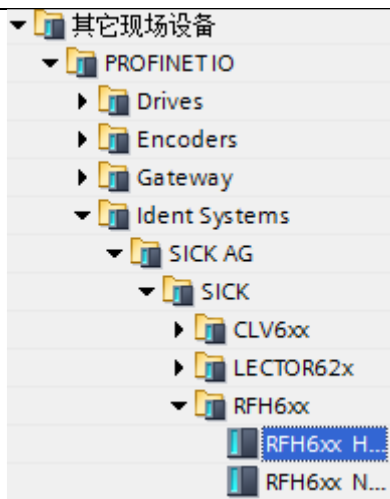 其它现场设备
PROFINET IO
Drives
Encoders
Gateway
Ident Systems
SICK AG
SICK
CLV6xx
LECTOR62x
RFH6xx
RFH6xx H...
RFH6xx N...